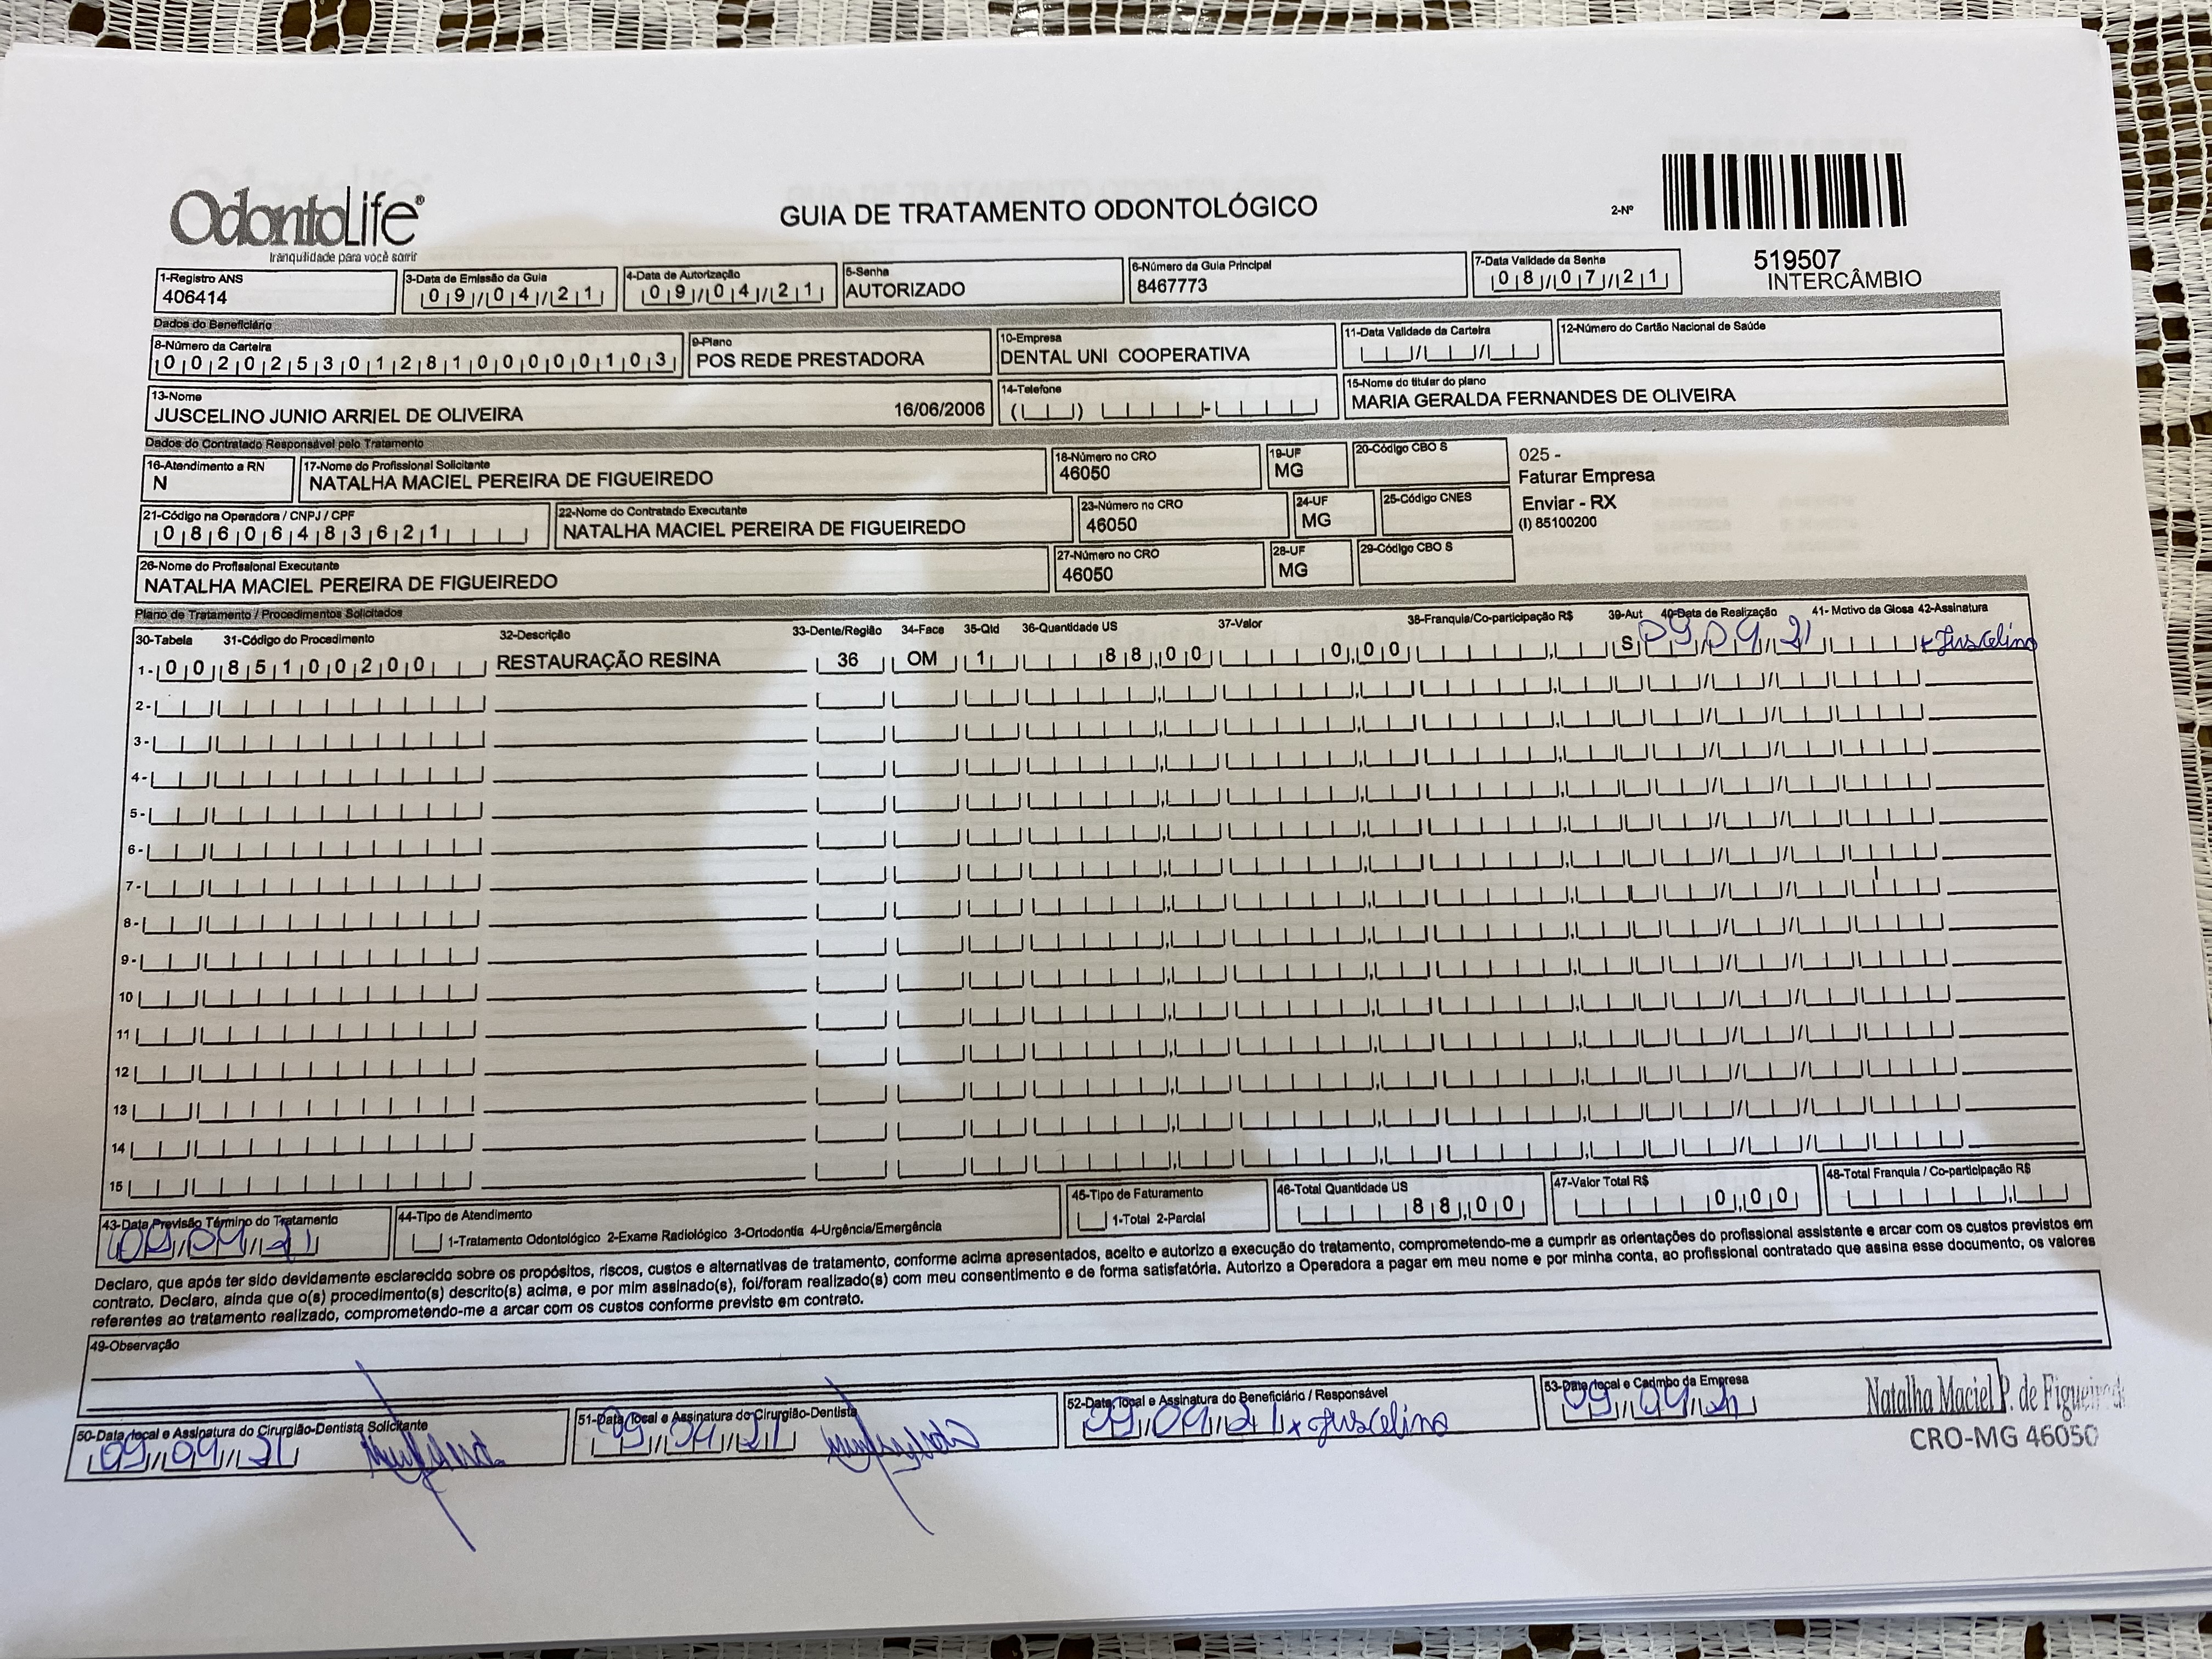 OdontoLife®
tranquilidade para você sorrir
GUIA DE TRATAMENTO ODONTOLÓGICO
2-Nº
519507
INTERCÂMBIO
1-Registro ANS
406414
3-Data de Emissão da Guia
09/04/21
4-Data de Autorização
09/04/21
5-Senha
AUTORIZADO
6-Número da Guia Principal
8467773
7-Data Validade da Senha
08/07/21
Dados do Beneficiário
8-Número da Carteira
00202530128100000103
9-Plano
POS REDE PRESTADORA
10-Empresa
DENTAL UNI COOPERATIVA
11-Data Validade da Carteira
12-Número do Cartão Nacional de Saúde
13-Nome
JUSCELINO JUNIO ARRIEL DE OLIVEIRA 16/06/2006
14-Telefone
15-Nome do titular do plano
MARIA GERALDA FERNANDES DE OLIVEIRA
Dados do Contratado Responsável pelo Tratamento
16-Atendimento a RN
N
17-Nome do Profissional Solicitante
NATALHA MACIEL PEREIRA DE FIGUEIREDO
18-Número no CRO
46050
19-UF
MG
20-Código CBO S
025 -
Faturar Empresa
Enviar - RX
(I) 85100200
21-Código na Operadora / CNPJ / CPF
08606483621
22-Nome do Contratado Executante
NATALHA MACIEL PEREIRA DE FIGUEIREDO
23-Número no CRO
46050
24-UF
MG
25-Código CNES
26-Nome do Profissional Executante
NATALHA MACIEL PEREIRA DE FIGUEIREDO
27-Número no CRO
46050
28-UF
MG
29-Código CBO S
Plano de Tratamento / Procedimentos Solicitados
30-Tabela 31-Código do Procedimento 32-Descrição 33-Dente/Região 34-Face 35-Qtd 36-Quantidade US 37-Valor 38-Franquia/Co-participação R$ 39-Aut 40-Data de Realização 41- Motivo da Glosa 42-Assinatura
1- 00 85100200 RESTAURAÇÃO RESINA 36 OM 1 88,00 0,00 S 09/09/21 x Juscelino
2-
3-
4-
5-
6-
7-
8-
9-
10
11
12
13
14
15
43-Data Previsão Término do Tratamento
09/09/21
44-Tipo de Atendimento
1-Tratamento Odontológico 2-Exame Radiológico 3-Ortodontia 4-Urgência/Emergência
45-Tipo de Faturamento
1-Total 2-Parcial
46-Total Quantidade US
88,00
47-Valor Total R$
0,00
48-Total Franquia / Co-participação R$
Declaro, que após ter sido devidamente esclarecido sobre os propósitos, riscos, custos e alternativas de tratamento, conforme acima apresentados, aceito e autorizo a execução do tratamento, comprometendo-me a cumprir as orientações do profissional assistente e arcar com os custos previstos em
contrato. Declaro, ainda que o(s) procedimento(s) descrito(s) acima, e por mim assinado(s), foi/foram realizado(s) com meu consentimento e de forma satisfatória. Autorizo a Operadora a pagar em meu nome e por minha conta, ao profissional contratado que assina esse documento, os valores
referentes ao tratamento realizado, comprometendo-me a arcar com os custos conforme previsto em contrato.
49-Observação
50-Data, local e Assinatura do Cirurgião-Dentista Solicitante
09/09/21
51-Data, local e Assinatura do Cirurgião-Dentista
09/09/21
52-Data, local e Assinatura do Beneficiário / Responsável
09/09/21 x Juscelino
53-Data, local e Carimbo da Empresa
09/09/21
Natalha Maciel P. de Figueiredo
CRO-MG 46050